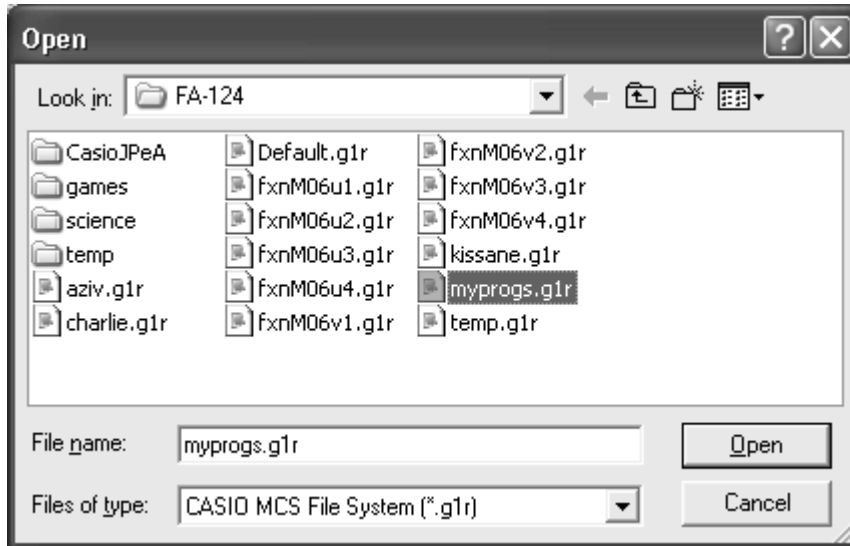 Open
Look in: FA-124
CasioJPeA Default.g1r fxnM06v2.g1r
games fxnM06u1.g1r fxnM06v3.g1r
science fxnM06u2.g1r fxnM06v4.g1r
temp fxnM06u3.g1r kissane.g1r
aziv.g1r fxnM06u4.g1r myprogs.g1r
charlie.g1r fxnM06v1.g1r temp.g1r
File name: myprogs.g1r Open
Files of type: CASIO MCS File System (*.g1r) Cancel